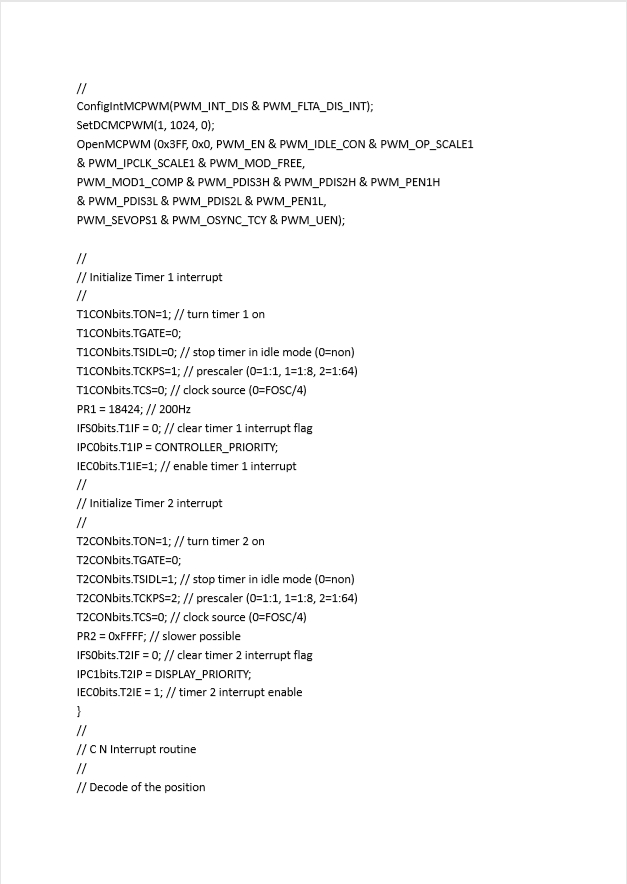 //
ConfigIntMCPWM(PWM_INT_DIS & PWM_FLTA_DIS_INT);
SetDCMCPWM(1, 1024, 0);
OpenMCPWM (0x3FF, 0x0, PWM_EN & PWM_IDLE_CON & PWM_OP_SCALE1
& PWM_IPCLK_SCALE1 & PWM_MOD_FREE,
PWM_MOD1_COMP & PWM_PDIS3H & PWM_PDIS2H & PWM_PEN1H
& PWM_PDIS3L & PWM_PDIS2L & PWM_PEN1L,
PWM_SEVOPS1 & PWM_OSYNC_TCY & PWM_UEN);
//
// Initialize Timer 1 interrupt
//
T1CONbits.TON=1; // turn timer 1 on
T1CONbits.TGATE=0;
T1CONbits.TSIDL=0; // stop timer in idle mode (0=non)
T1CONbits.TCKPS=1; // prescaler (0=1:1, 1=1:8, 2=1:64)
T1CONbits.TCS=0; // clock source (0=FOSC/4)
PR1 = 18424; // 200Hz
IFS0bits.T1IF = 0; // clear timer 1 interrupt flag
IPC0bits.T1IP = CONTROLLER_PRIORITY;
IEC0bits.T1IE=1; // enable timer 1 interrupt
//
// Initialize Timer 2 interrupt
//
T2CONbits.TON=1; // turn timer 2 on
T2CONbits.TGATE=0;
T2CONbits.TSIDL=1; // stop timer in idle mode (0=non)
T2CONbits.TCKPS=2; // prescaler (0=1:1, 1=1:8, 2=1:64)
T2CONbits.TCS=0; // clock source (0=FOSC/4)
PR2 = 0xFFFF; // slower possible
IFS0bits.T2IF = 0; // clear timer 2 interrupt flag
IPC1bits.T2IP = DISPLAY_PRIORITY;
IEC0bits.T2IE = 1; // timer 2 interrupt enable
}
//
// C N Interrupt routine
//
// Decode of the position